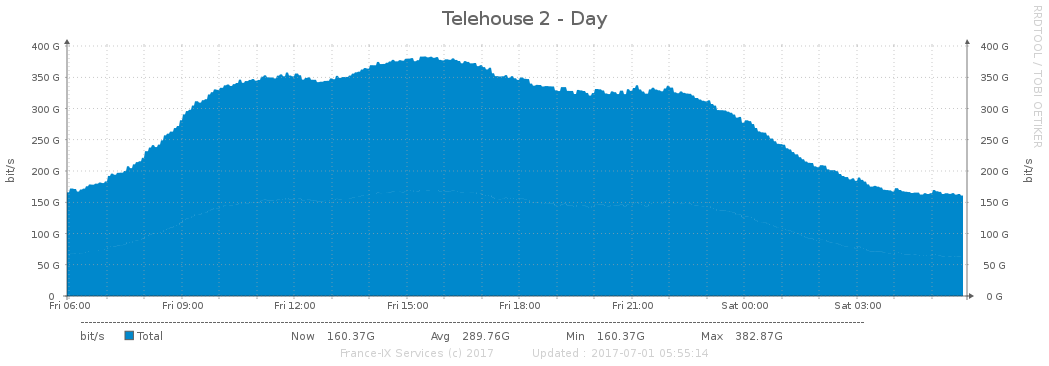 Telehouse 2 - Day
RRDTOOL / TOBI OETIKER
400 G 400 G
350 G 350 G
300 G 300 G
250 G 250 G
200 G 200 G
150 G 150 G
100 G 100 G
50 G 50 G
0 0 G
bit/s bit/s
Fri 06:00 Fri 09:00 Fri 12:00 Fri 15:00 Fri 18:00 Fri 21:00 Sat 00:00 Sat 03:00
bit/s Total Now 160.37G Avg 289.76G Min 160.37G Max 382.87G
France-IX Services (c) 2017 Updated : 2017-07-01 05:55:14